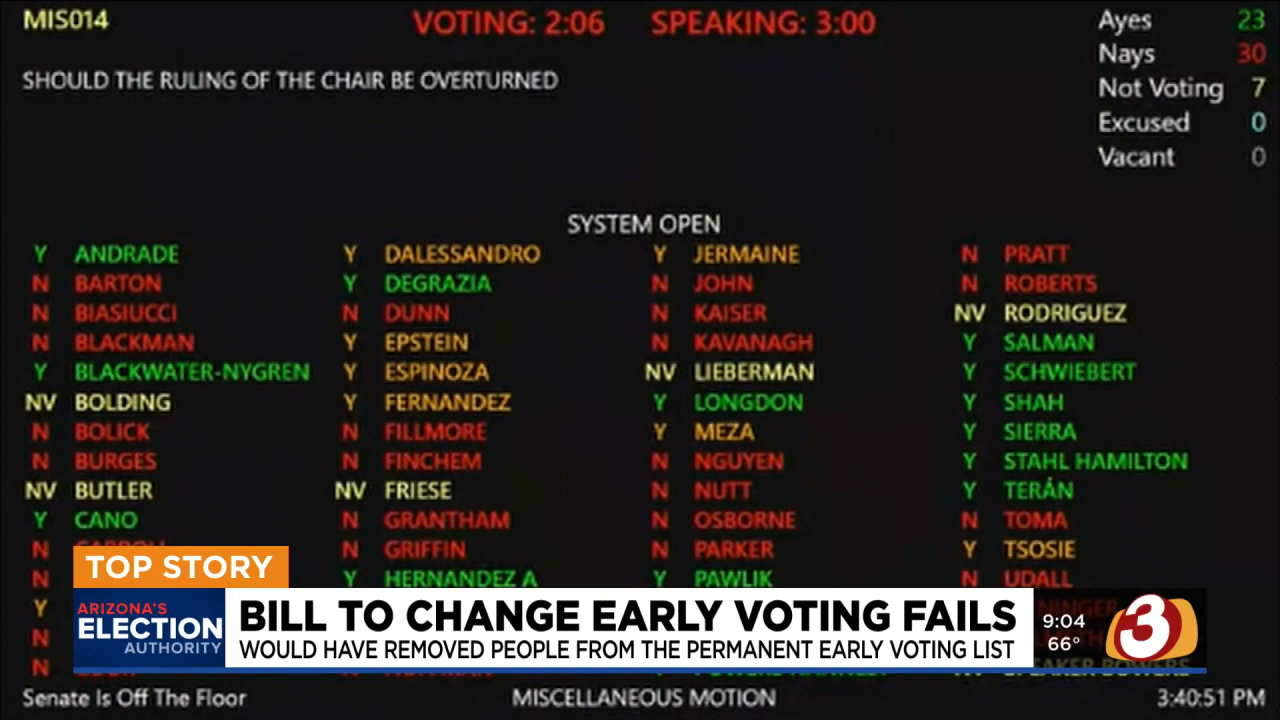 MIS014
VOTING: 2:06 SPEAKING: 3:00
Ayes 23
Nays 30
Not Voting 7
Excused 0
Vacant 0
SHOULD THE RULING OF THE CHAIR BE OVERTURNED
SYSTEM OPEN
Y ANDRADE
N BARTON
N BIASIUCCI
N BLACKMAN
Y BLACKWATER-NYGREN
NV BOLDING
N BOLICK
N BURGES
NV BUTLER
Y CANO
N CARROLL
N
Y
N
N
Y DALESSANDRO
Y DEGRAZIA
N DUNN
Y EPSTEIN
Y ESPINOZA
Y FERNANDEZ
N FILLMORE
N FINCHEM
NV FRIESE
N GRANTHAM
N GRIFFIN
Y HERNANDEZ A
Y JERMAINE
N JOHN
N KAISER
N KAVANAGH
NV LIEBERMAN
Y LONGDON
Y MEZA
N NGUYEN
N NUTT
N OSBORNE
N PARKER
Y PAWLIK
N PRATT
N ROBERTS
NV RODRIGUEZ
Y SALMAN
Y SCHWIEBERT
Y SHAH
Y SIERRA
Y STAHL HAMILTON
Y TERÁN
N TOMA
Y TSOSIE
N UDALL
SPEAKER BOWERS
TOP STORY
ARIZONA'S
ELECTION
AUTHORITY
BILL TO CHANGE EARLY VOTING FAILS
WOULD HAVE REMOVED PEOPLE FROM THE PERMANENT EARLY VOTING LIST
9:04
66°
3
Senate Is Off The Floor
MISCELLANEOUS MOTION
3:40:51 PM